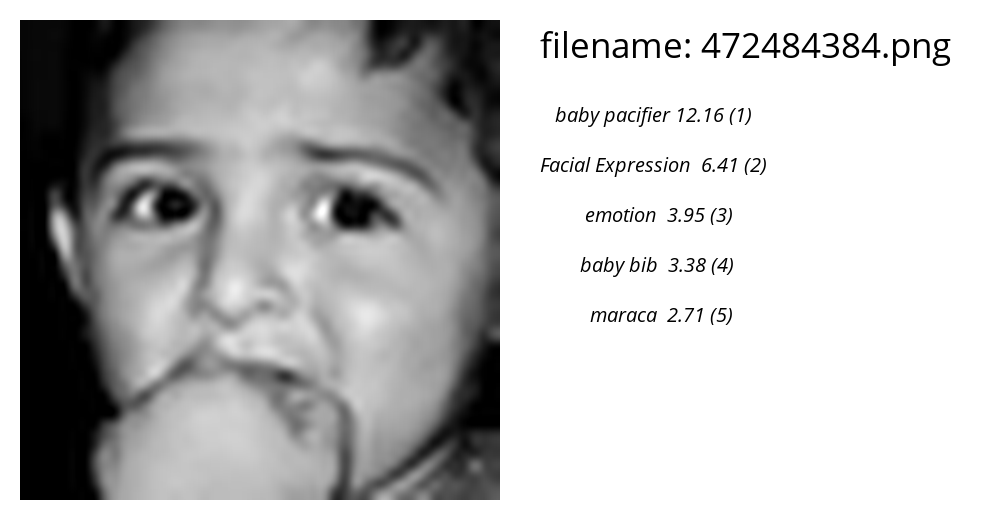 filename: 472484384.png
baby pacifier 12.16 (1)
Facial Expression 6.41 (2)
emotion 3.95 (3)
baby bib 3.38 (4)
maraca 2.71 (5)